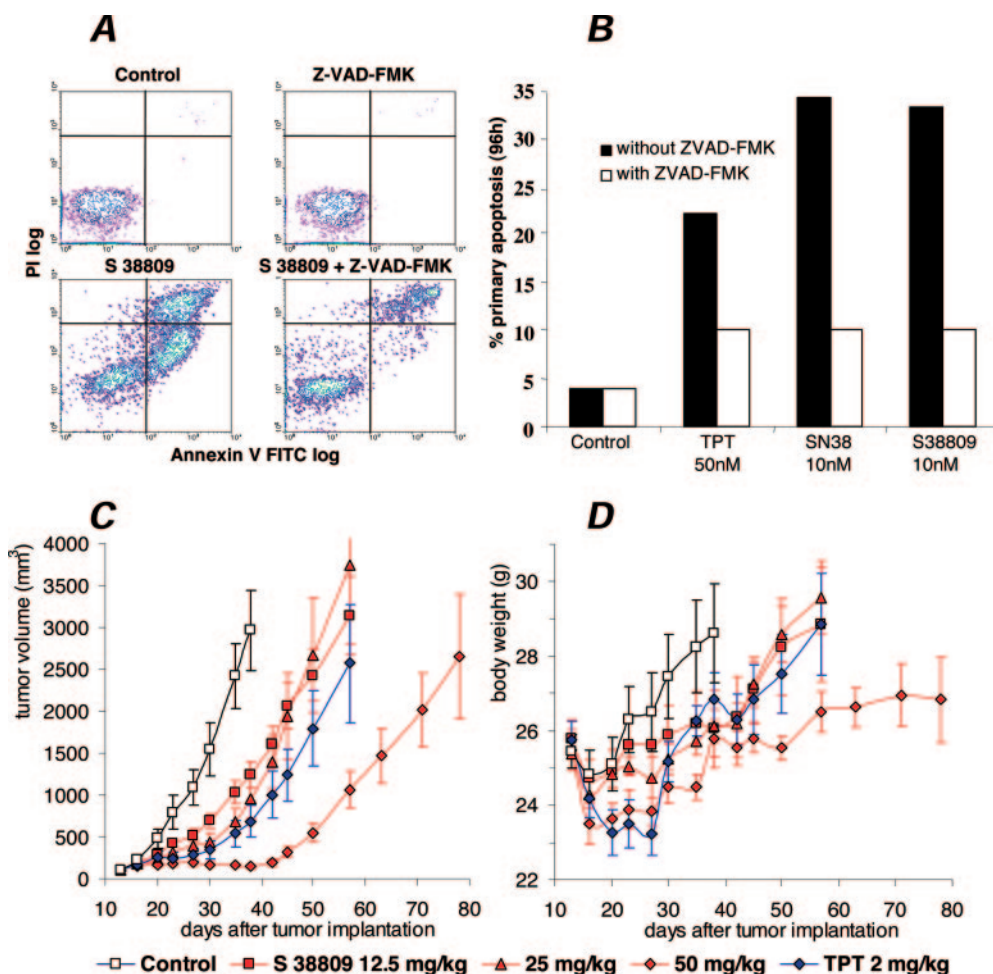 A
B
Control
Z-VAD-FMK
S 38809
S 38809 + Z-VAD-FMK
PI log
Annexin V FITC log
% primary apoptosis (96h)
35
30
25
20
15
10
5
0
without ZVAD-FMK
with ZVAD-FMK
Control
TPT
50nM
SN38
10nM
S38809
10nM
C
D
tumor volume (mm³)
4000
3500
3000
2500
2000
1500
1000
500
0
10 20 30 40 50 60 70 80
days after tumor implantation
body weight (g)
30
28
26
24
22
10 20 30 40 50 60 70 80
days after tumor implantation
Control S 38809 12.5 mg/kg 25 mg/kg 50 mg/kg TPT 2 mg/kg